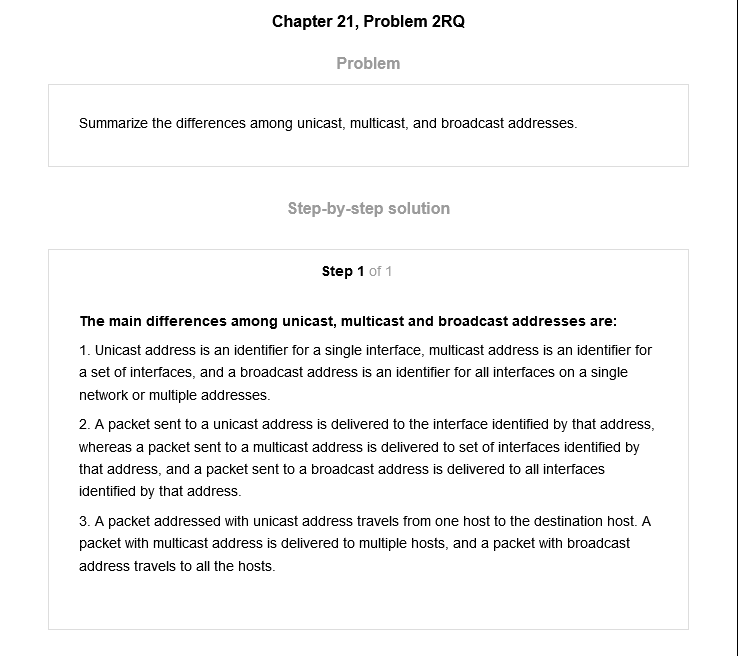 Chapter 21, Problem 2RQ
Problem
Summarize the differences among unicast, multicast, and broadcast addresses.
Step-by-step solution
Step 1 of 1
The main differences among unicast, multicast and broadcast addresses are:
1. Unicast address is an identifier for a single interface, multicast address is an identifier for
a set of interfaces, and a broadcast address is an identifier for all interfaces on a single
network or multiple addresses.
2. A packet sent to a unicast address is delivered to the interface identified by that address,
whereas a packet sent to a multicast address is delivered to set of interfaces identified by
that address, and a packet sent to a broadcast address is delivered to all interfaces
identified by that address.
3. A packet addressed with unicast address travels from one host to the destination host. A
packet with multicast address is delivered to multiple hosts, and a packet with broadcast
address travels to all the hosts.